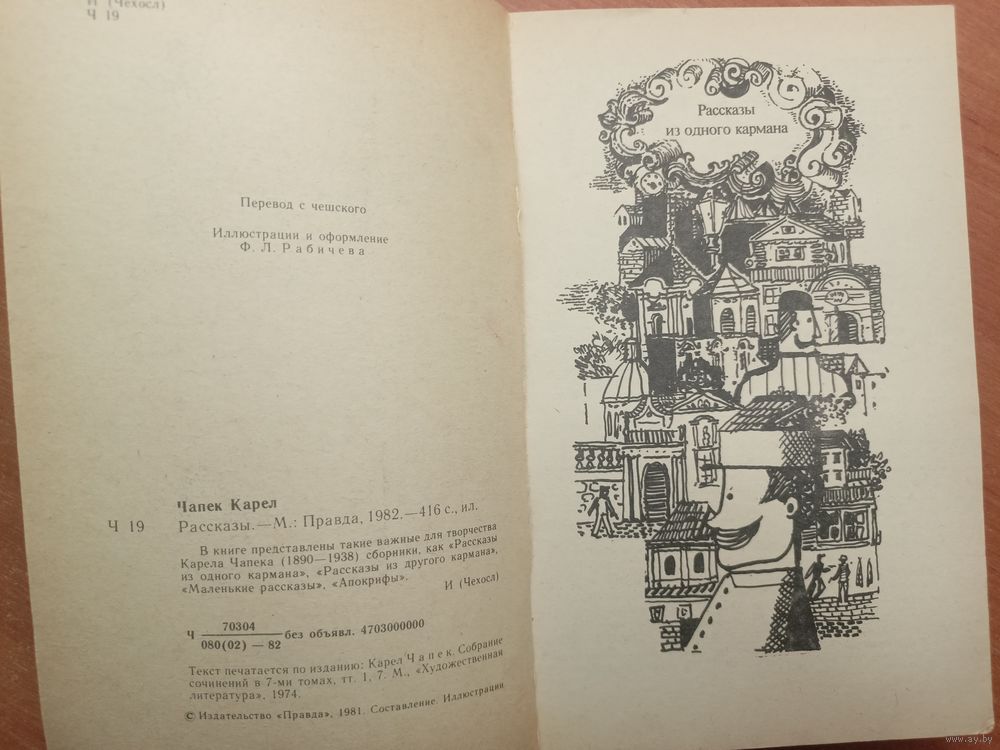 И (Чехосл)
Ч 19
Перевод с чешского
Иллюстрации и оформление
Ф. Л. Рабичева
Чапек Карел
Ч 19 Рассказы.—М.: Правда, 1982.—416 с., ил.
В книге представлены такие важные для творчества
Карела Чапека (1890—1938) сборники, как «Рассказы
из одного кармана», «Рассказы из другого кармана»,
«Маленькие рассказы», «Апокрифы».
И (Чехосл)
Ч 70304 без объявл. 4703000000
080(02) — 82
Текст печатается по изданию: Карел Чапек. Собрание
сочинений в 7-ми томах, тт. 1, 7. М., «Художественная
литература», 1974.
© Издательство «Правда», 1981. Составление. Иллюстрации
Рассказы
из одного кармана
www.ay.by